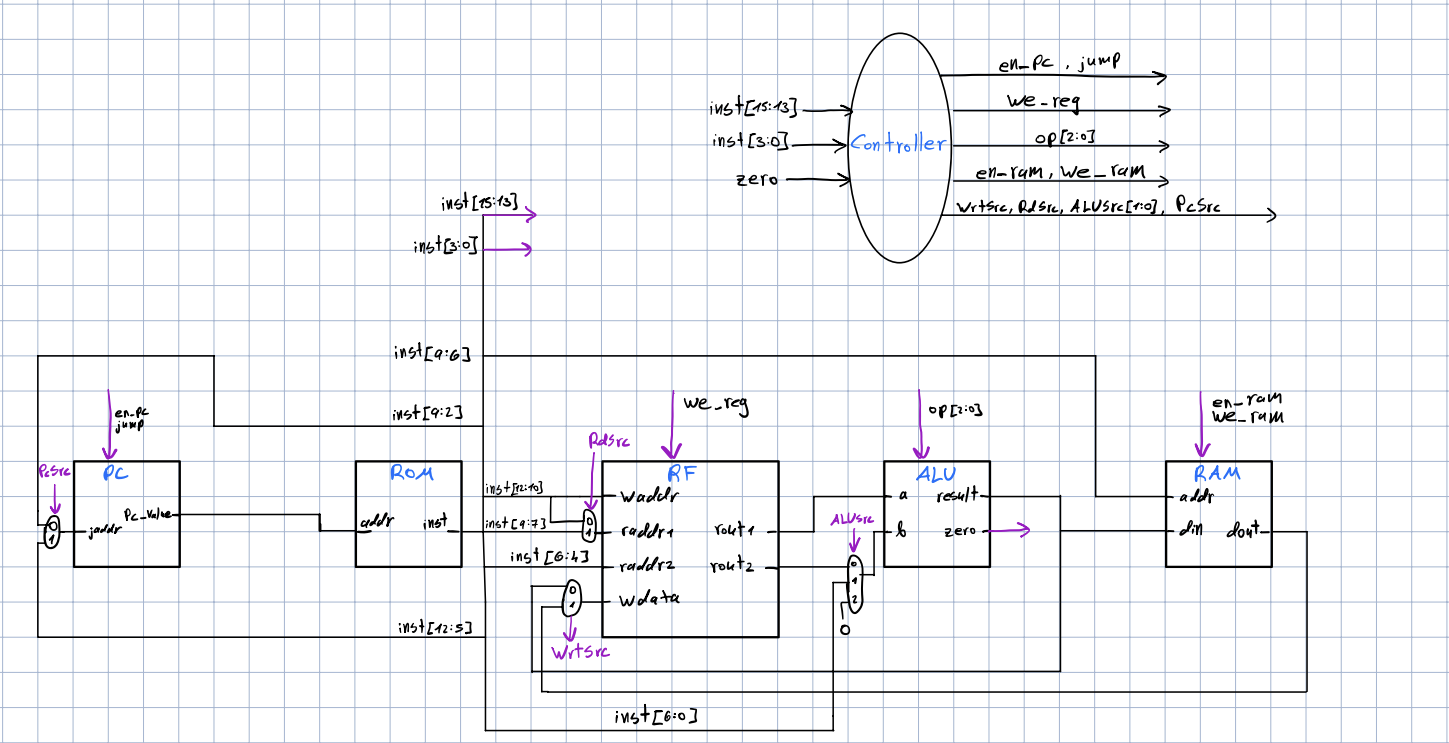 en_pc , jump
inst[15:13]
we_reg
inst[3:0]
Controller
op[2:0]
zero
en_ram, we_ram
WrtSrc, RdSrc, ALUSrc[1:0], PcSrc
inst[15:13]
inst[3:0]
inst[9:6]
inst[9:2]
en_pc
jump
we_reg
op[2:0]
en_ram
we_ram
RdSrc
PcSrc
PC
ROM
RF
ALU
RAM
inst[12:10]
waddr
a
result
addr
Pc_value
jaddr
addr
inst
inst[9:7]
0
1
0
1
raddr1
rout1
ALUSrc
b
zero
din
dout
inst[6:4]
raddr2
rout2
0
1
2
0
1
Wdata
0
inst[12:5]
WrtSrc
inst[6:0]